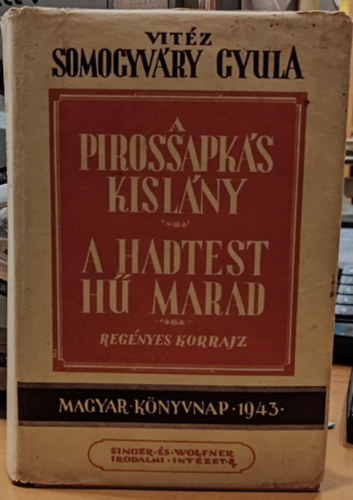 VITÉZ
SOMOGYVÁRY GYULA
A
PIROSSAPKÁS
KISLÁNY
A HADTEST
HŰ MARAD
REGÉNYES KORRAJZ
MAGYAR·KÖNYVNAP·1943·
SINGER·ÉS·WOLFNER
IRODALMI·INTÉZET·